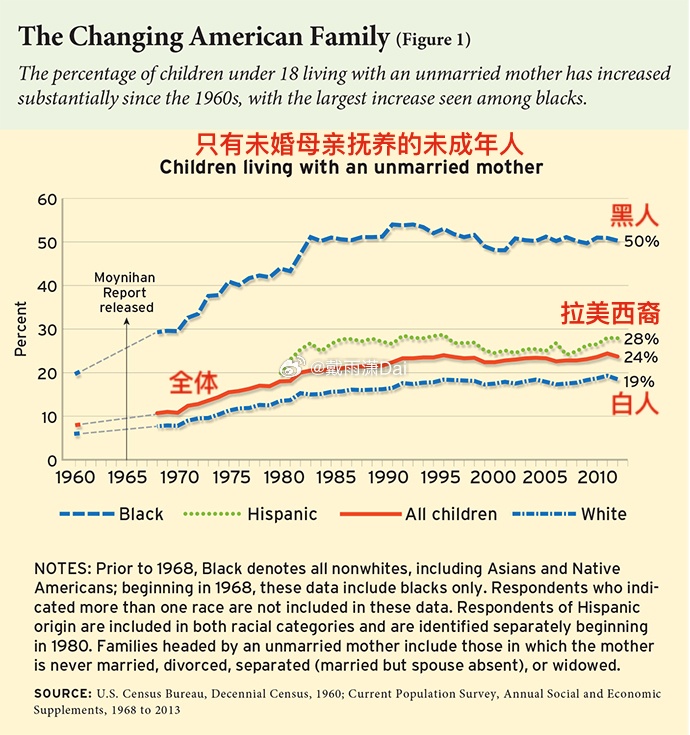 The Changing American Family (Figure 1)
The percentage of children under 18 living with an unmarried mother has increased
substantially since the 1960s, with the largest increase seen among blacks.
只有未婚母亲抚养的未成年人
Children living with an unmarried mother
60
50
40
30
20
10
0
Percent
Moynihan
Report
released
黑人
50%
拉美西裔
28%
24%
19%
白人
全体
@戴雨潇Dai
1960 1965 1970 1975 1980 1985 1990 1995 2000 2005 2010
Black Hispanic All children White
NOTES: Prior to 1968, Black denotes all nonwhites, including Asians and Native
Americans; beginning in 1968, these data include blacks only. Respondents who indi-
cated more than one race are not included in these data. Respondents of Hispanic
origin are included in both racial categories and are identified separately beginning
in 1980. Families headed by an unmarried mother include those in which the mother
is never married, divorced, separated (married but spouse absent), or widowed.
SOURCE: U.S. Census Bureau, Decennial Census, 1960; Current Population Survey, Annual Social and Economic
Supplements, 1968 to 2013